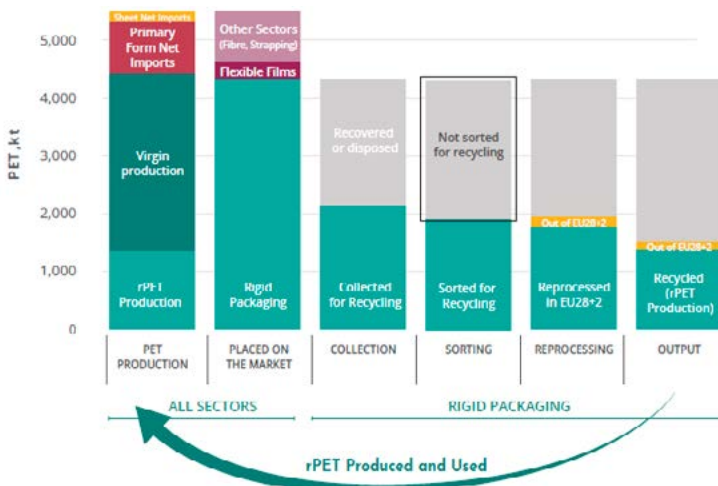 PET ,kt
5,000
4,000
3,000
2,000
1,000
0
Sheet Net Imports
Primary
Form Net
Imports
Virgin
production
rPET
Production
Other Sectors
(Fibre, Strapping)
Flexible Films
Rigid
Packaging
Recovered
or disposed
Collected
for Recycling
Not sorted
for recycling
Sorted for
Recycling
Out of EU28+2
Reprocessed
in EU28+2
Out of EU28+2
Recycled
(rPET
Production)
PET
PRODUCTION
PLACED ON
THE MARKET
COLLECTION
SORTING
REPROCESSING
OUTPUT
ALL SECTORS
RIGID PACKAGING
rPET Produced and Used